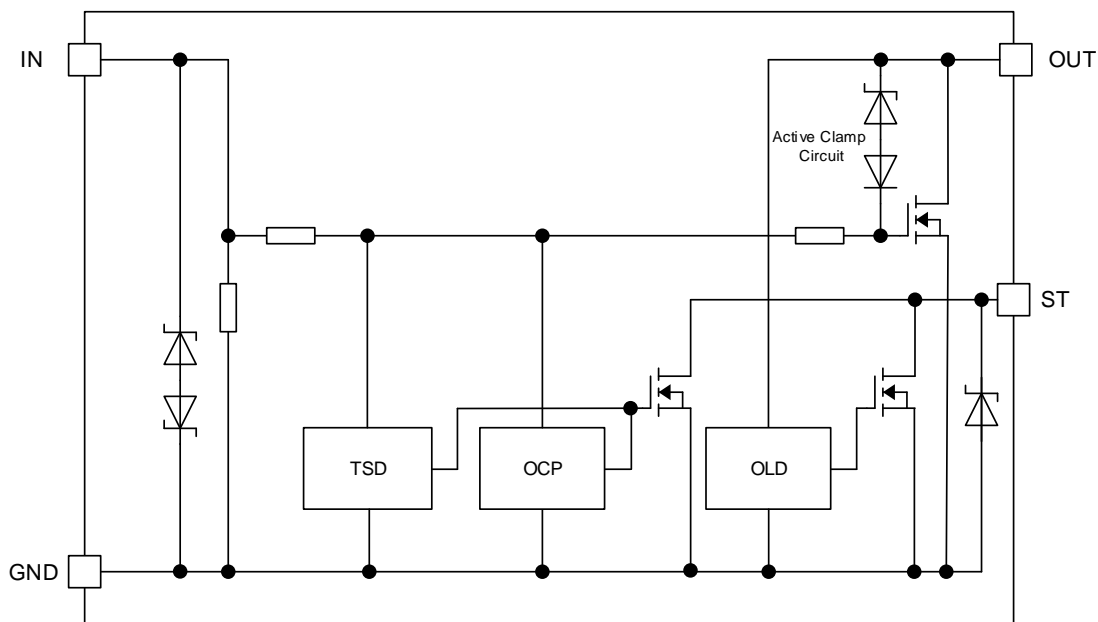 IN
OUT
Active Clamp
Circuit
ST
TSD
OCP
OLD
GND